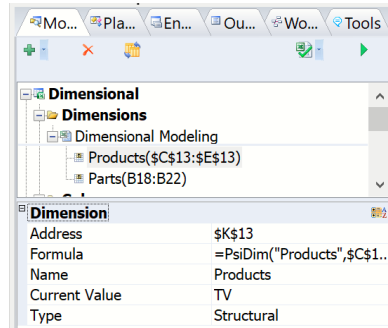 Mo... Pla... En... Ou... Wo... Tools
Dimensional
Dimensions
Dimensional Modeling
Products($C$13:$E$13)
Parts(B18:B22)
Dimension
Address $K$13
Formula =PsiDim("Products",$C$1..
Name Products
Current Value TV
Type Structural